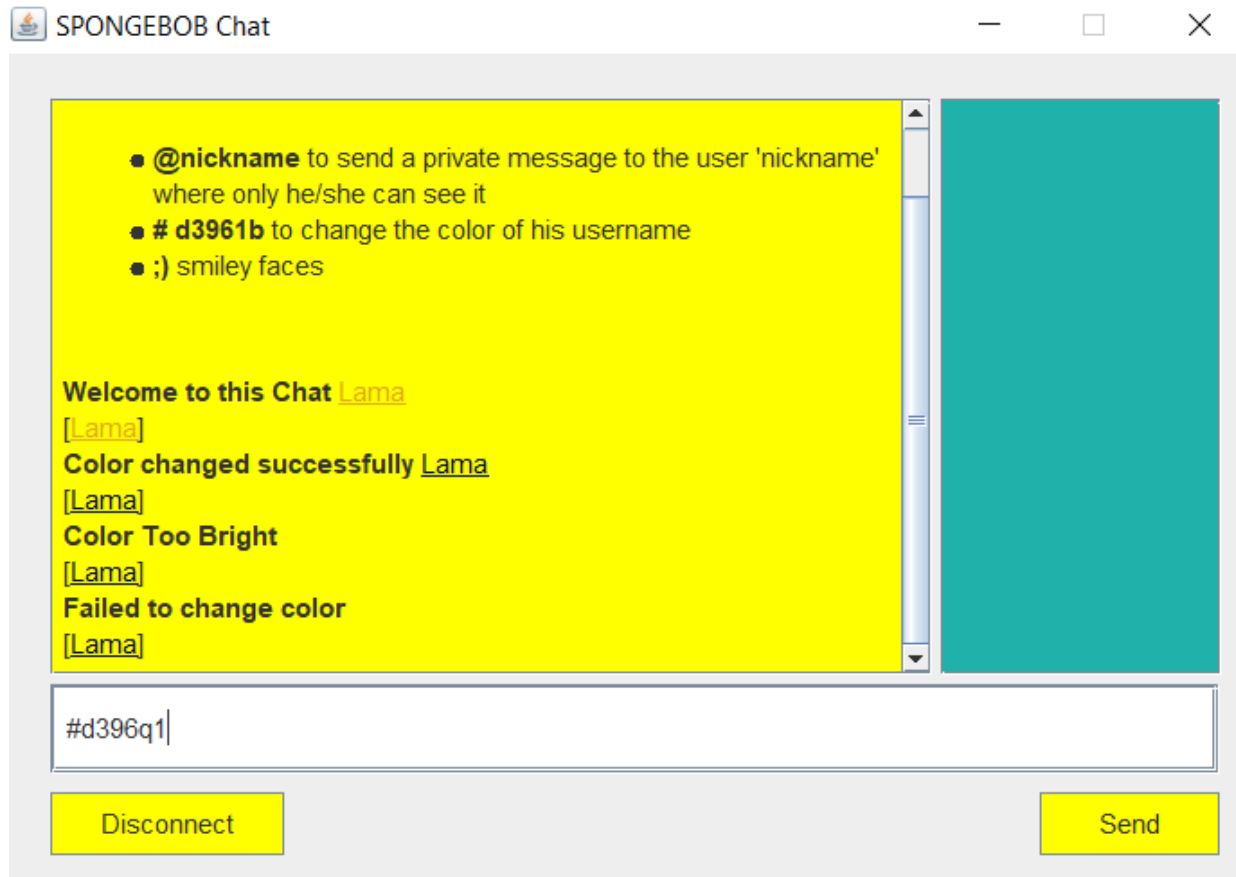 SPONGEBOB Chat
@nickname to send a private message to the user 'nickname'
where only he/she can see it
# d3961b to change the color of his username
;) smiley faces
Welcome to this Chat Lama
[Lama]
Color changed successfully Lama
[Lama]
Color Too Bright
[Lama]
Failed to change color
[Lama]
#d396q1
Disconnect
Send